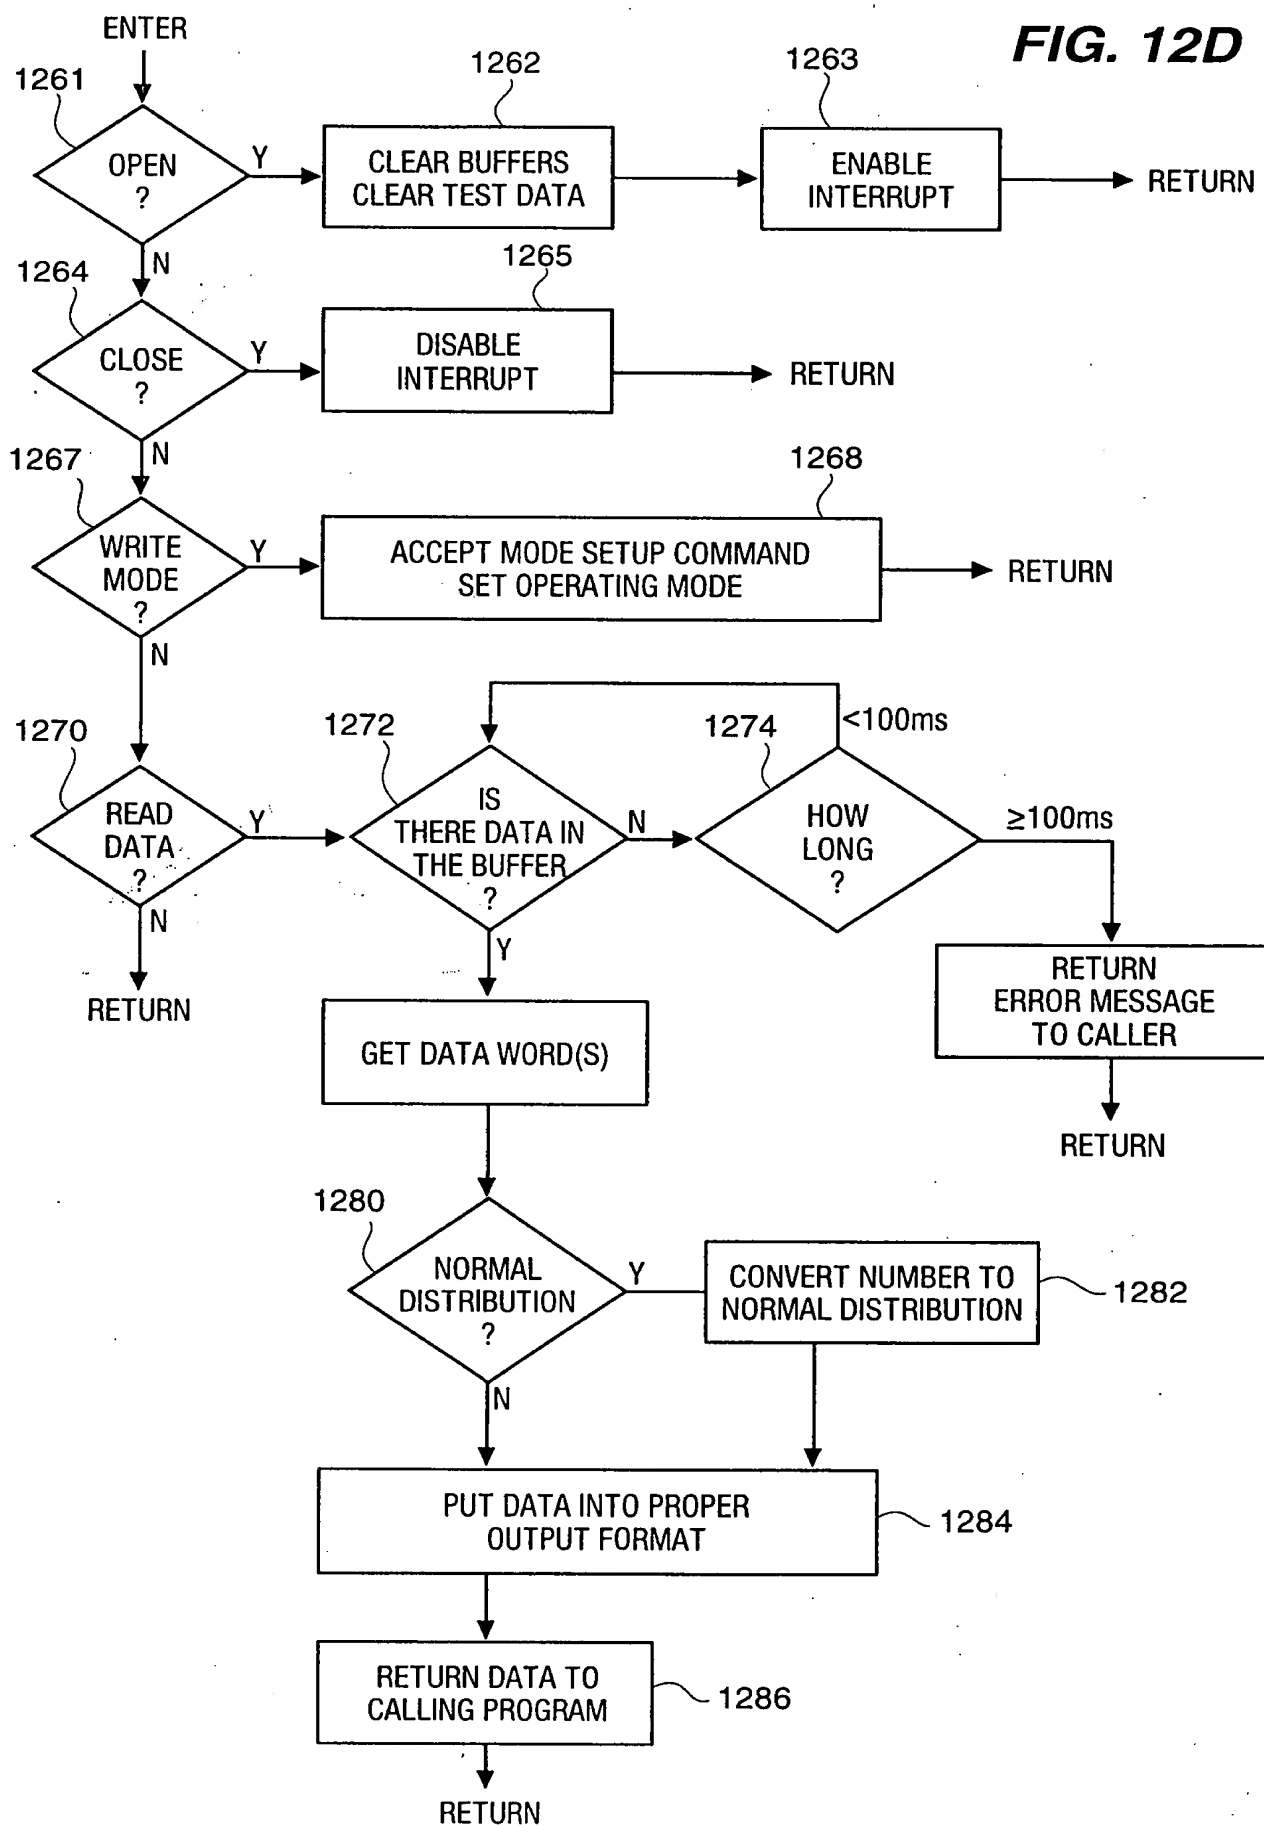 ENTER
FIG. 12D
1261
1262
1263
OPEN
?
Y
CLEAR BUFFERS
CLEAR TEST DATA
ENABLE
INTERRUPT
RETURN
N
1264
1265
CLOSE
?
Y
DISABLE
INTERRUPT
RETURN
N
1267
1268
WRITE
MODE
?
Y
ACCEPT MODE SETUP COMMAND
SET OPERATING MODE
RETURN
N
1270
1272
1274
<100ms
READ
DATA
?
Y
IS
THERE DATA IN
THE BUFFER
?
N
HOW
LONG
?
≥100ms
N
RETURN
Y
RETURN
ERROR MESSAGE
TO CALLER
RETURN
GET DATA WORD(S)
1280
NORMAL
DISTRIBUTION
?
Y
CONVERT NUMBER TO
NORMAL DISTRIBUTION
1282
N
PUT DATA INTO PROPER
OUTPUT FORMAT
1284
RETURN DATA TO
CALLING PROGRAM
1286
RETURN